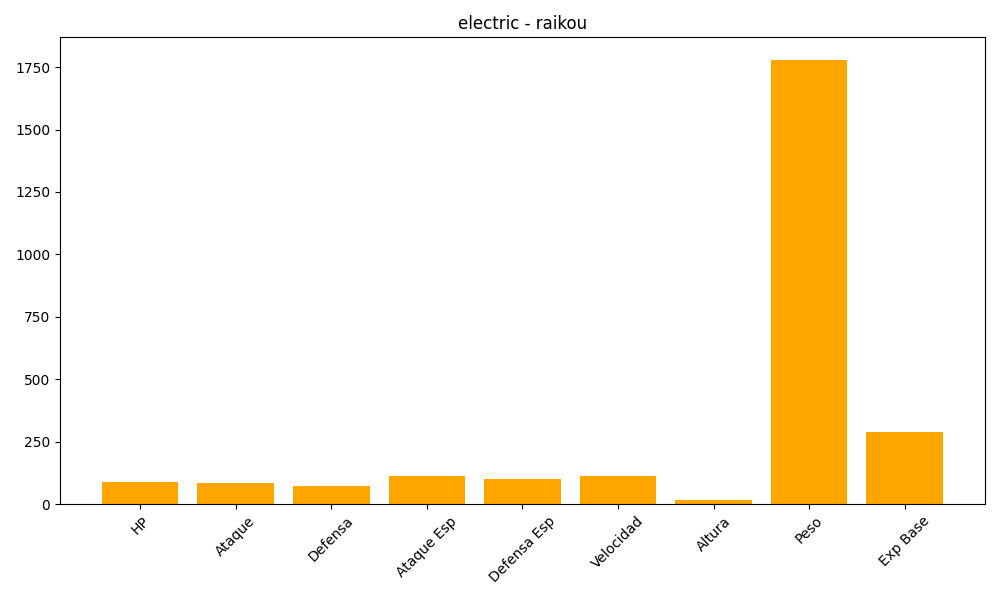 electric - raikou
1750
1500
1250
1000
750
500
250
0
HP
Ataque
Defensa
Ataque Esp
Defensa Esp
Velocidad
Altura
Peso
Exp Base